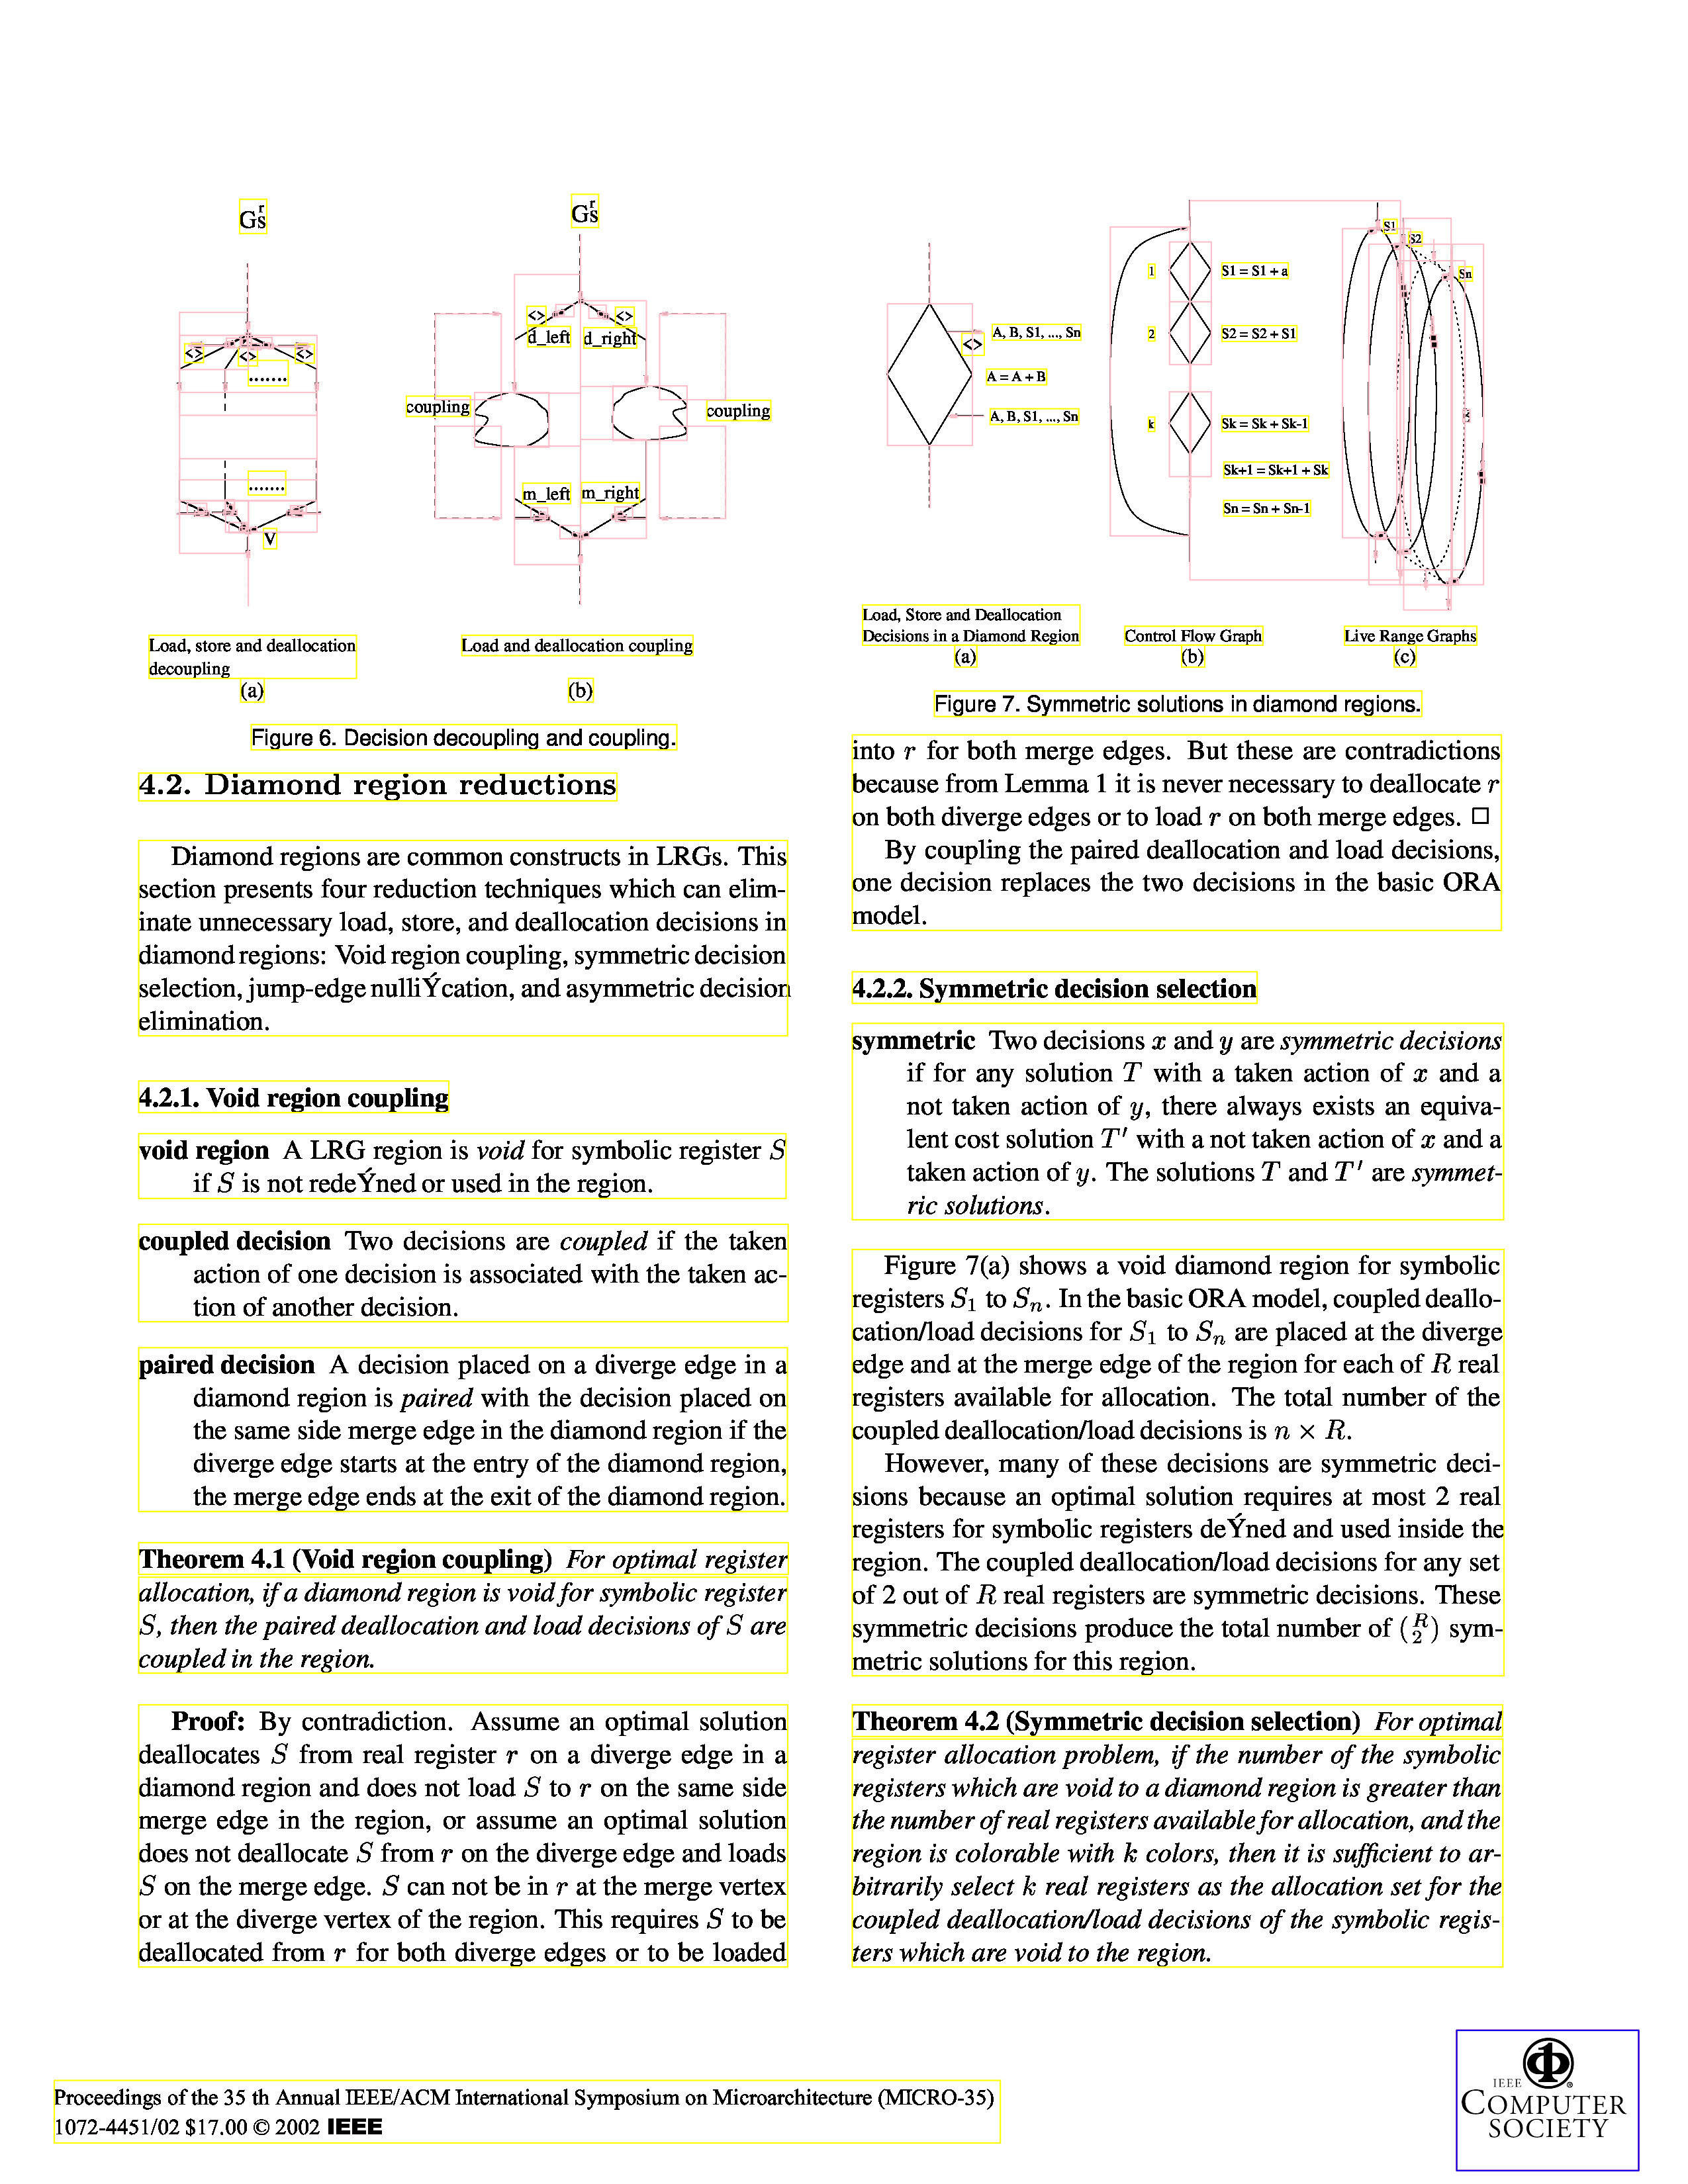 Gsr
<> <> <>
.......
.......
V
Load, store and deallocation
decoupling
(a)
Gsr
<> <>
d_left d_right
coupling coupling
m_left m_right
Load and deallocation coupling
(b)
Figure 6. Decision decoupling and coupling.
4.2. Diamond region reductions
Diamond regions are common constructs in LRGs. This
section presents four reduction techniques which can elim-
inate unnecessary load, store, and deallocation decisions in
diamond regions: Void region coupling, symmetric decision
selection, jump-edge nulliÝcation, and asymmetric decision
elimination.
4.2.1. Void region coupling
void region A LRG region is void for symbolic register S
if S is not redeÝned or used in the region.
coupled decision Two decisions are coupled if the taken
action of one decision is associated with the taken ac-
tion of another decision.
paired decision A decision placed on a diverge edge in a
diamond region is paired with the decision placed on
the same side merge edge in the diamond region if the
diverge edge starts at the entry of the diamond region,
the merge edge ends at the exit of the diamond region.
Theorem 4.1 (Void region coupling) For optimal register
allocation, if a diamond region is void for symbolic register
S, then the paired deallocation and load decisions of S are
coupled in the region.
Proof: By contradiction. Assume an optimal solution
deallocates S from real register r on a diverge edge in a
diamond region and does not load S to r on the same side
merge edge in the region, or assume an optimal solution
does not deallocate S from r on the diverge edge and loads
S on the merge edge. S can not be in r at the merge vertex
or at the diverge vertex of the region. This requires S to be
deallocated from r for both diverge edges or to be loaded
<>
A, B, S1, ..., Sn
A = A + B
A, B, S1, ..., Sn
Load, Store and Deallocation
Decisions in a Diamond Region
(a)
1 S1 = S1 + a
2 S2 = S2 + S1
k Sk = Sk + Sk-1
Sk+1 = Sk+1 + Sk
Sn = Sn + Sn-1
Control Flow Graph
(b)
S1
S2
Sn
Live Range Graphs
(c)
Figure 7. Symmetric solutions in diamond regions.
into r for both merge edges. But these are contradictions
because from Lemma 1 it is never necessary to deallocate r
on both diverge edges or to load r on both merge edges. □
By coupling the paired deallocation and load decisions,
one decision replaces the two decisions in the basic ORA
model.
4.2.2. Symmetric decision selection
symmetric Two decisions x and y are symmetric decisions
if for any solution T with a taken action of x and a
not taken action of y, there always exists an equiva-
lent cost solution T′ with a not taken action of x and a
taken action of y. The solutions T and T′ are symmet-
ric solutions.
Figure 7(a) shows a void diamond region for symbolic
registers S₁ to Sₙ. In the basic ORA model, coupled deallo-
cation/load decisions for S₁ to Sₙ are placed at the diverge
edge and at the merge edge of the region for each of R real
registers available for allocation. The total number of the
coupled deallocation/load decisions is n × R.
However, many of these decisions are symmetric deci-
sions because an optimal solution requires at most 2 real
registers for symbolic registers deÝned and used inside the
region. The coupled deallocation/load decisions for any set
of 2 out of R real registers are symmetric decisions. These
symmetric decisions produce the total number of (R 2) sym-
metric solutions for this region.
Theorem 4.2 (Symmetric decision selection) For optimal
register allocation problem, if the number of the symbolic
registers which are void to a diamond region is greater than
the number of real registers available for allocation, and the
region is colorable with k colors, then it is sufficient to ar-
bitrarily select k real registers as the allocation set for the
coupled deallocation/load decisions of the symbolic regis-
ters which are void to the region.
Proceedings of the 35 th Annual IEEE/ACM International Symposium on Microarchitecture (MICRO-35)
1072-4451/02 $17.00 © 2002 IEEE
IEEE
COMPUTER
SOCIETY